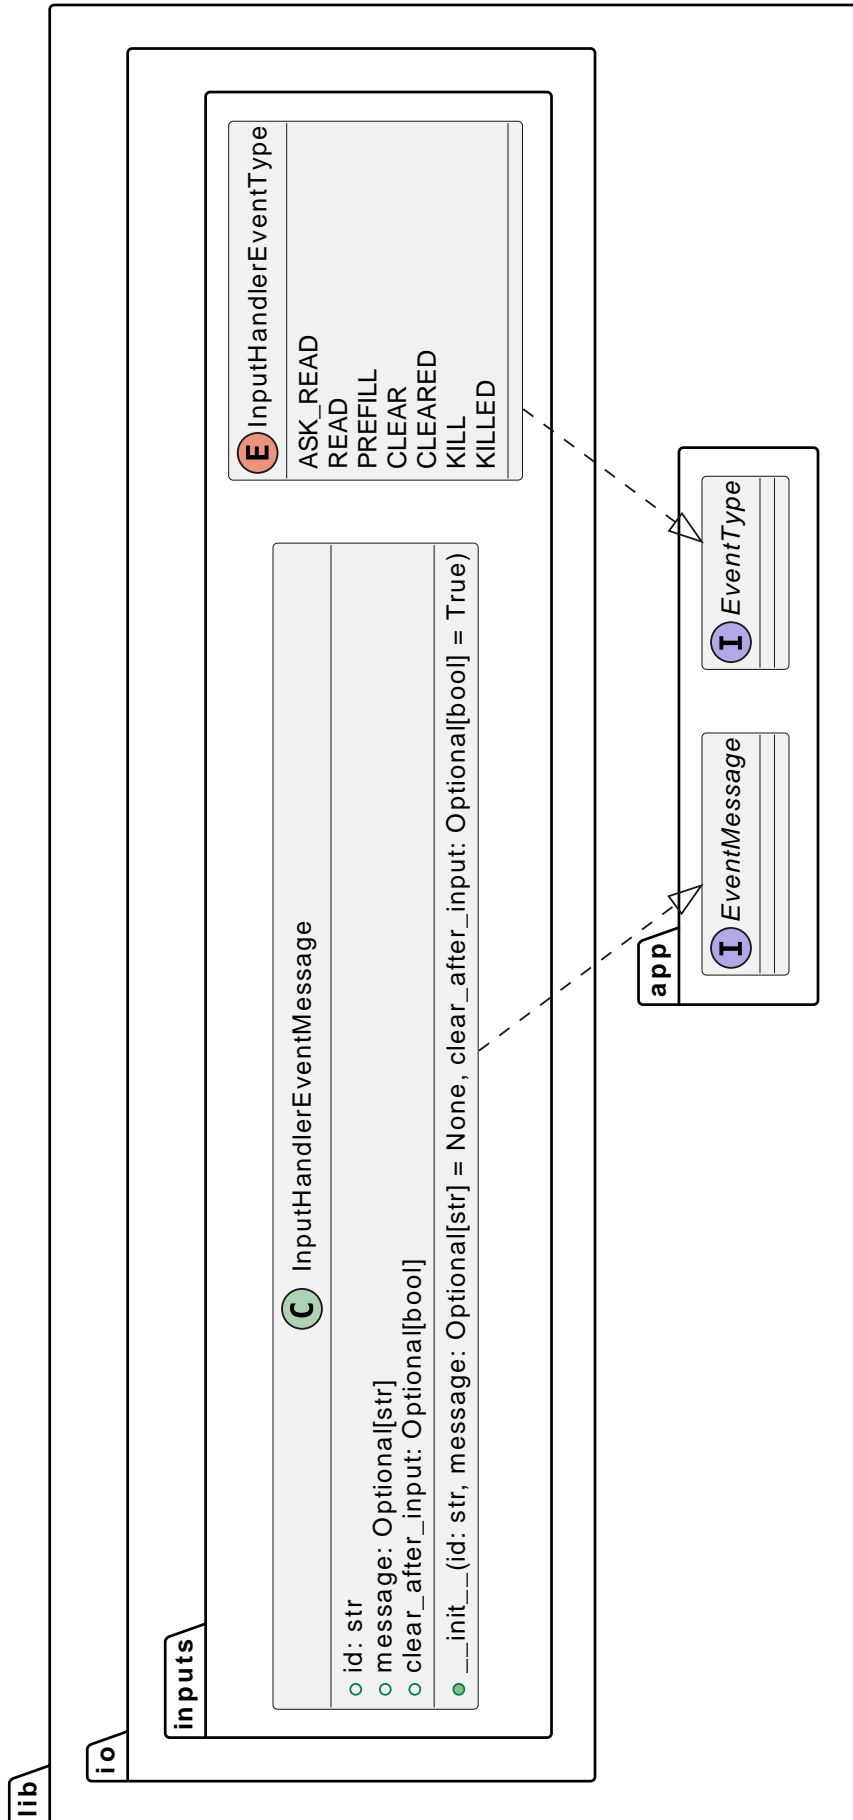 lib
io
inputs
C InputHandlerEventMessage
id: str
message: Optional[str]
clear_after_input: Optional[bool]
__init__(id: str, message: Optional[str] = None, clear_after_input: Optional[bool] = True)
E InputHandlerEventType
ASK_READ
READ
PREFILL
CLEAR
CLEARED
KILL
KILLED
app
I EventMessage
I EventType